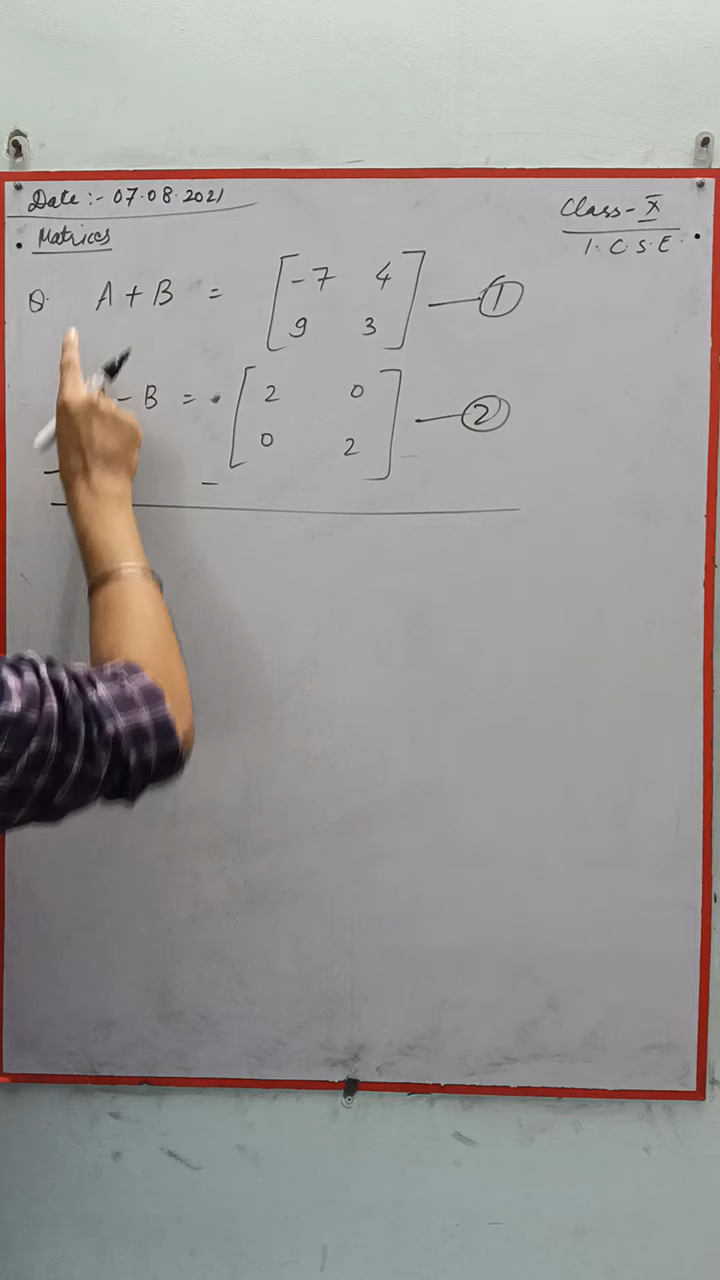 Date :- 07.08.2021
Class - X
I.C.S.E.
• Matrices
Q. A + B = [-7 4
9 3] — ①
- B = [2 0
0 2] — ②
- -